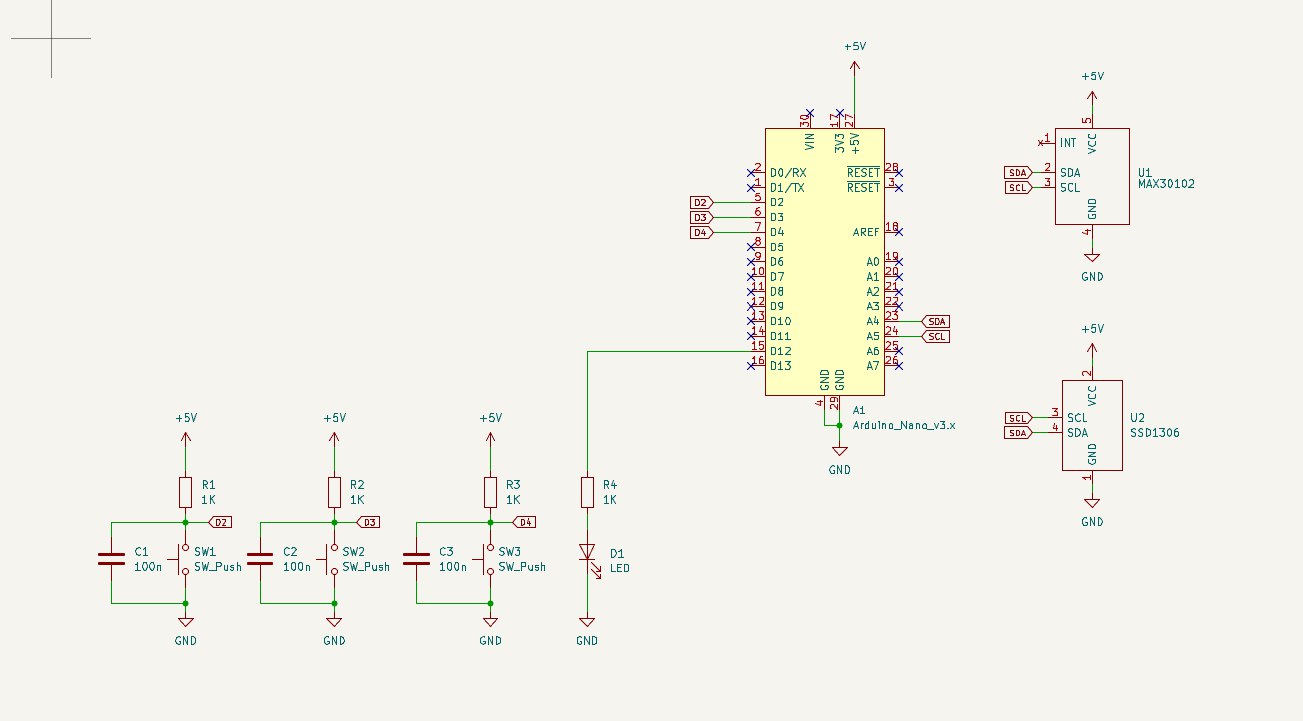 +5V
30
VIN
17
3V3
27
+5V
2
D0/RX
1
D1/TX
D2
5
D2
D3
6
D3
D4
7
D4
8
D5
9
D6
10
D7
11
D8
12
D9
13
D10
14
D11
15
D12
16
D13
RESET
28
RESET
3
AREF
18
A0
19
A1
20
A2
21
A3
22
A4
23
SDA
A5
24
SCL
A6
25
A7
26
GND
4
GND
29
A1
Arduino_Nano_v3.x
GND
+5V
5
VCC
1
INT
SDA
2
SDA
SCL
3
SCL
GND
4
U1
MAX30102
GND
+5V
2
VCC
SCL
3
SCL
SDA
4
SDA
GND
1
U2
SSD1306
GND
+5V
R1
1K
D2
C1
100n
SW1
SW_Push
GND
+5V
R2
1K
D3
C2
100n
SW2
SW_Push
GND
+5V
R3
1K
D4
C3
100n
SW3
SW_Push
GND
R4
1K
D1
LED
GND